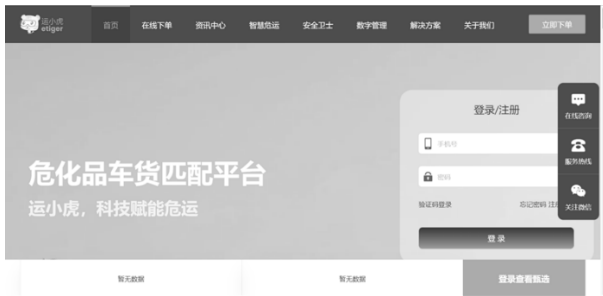 运小虎
etiger
首页 在线下单 资讯中心 智慧危运 安全卫士 数字管理 解决方案 关于我们 立即下单
登录/注册
手机号
密码
验证码登录 忘记密码
登 录
危化品车货匹配平台
运小虎，科技赋能危运
在线咨询
服务热线
关注微信
暂无数据 暂无数据 登录查看甄选